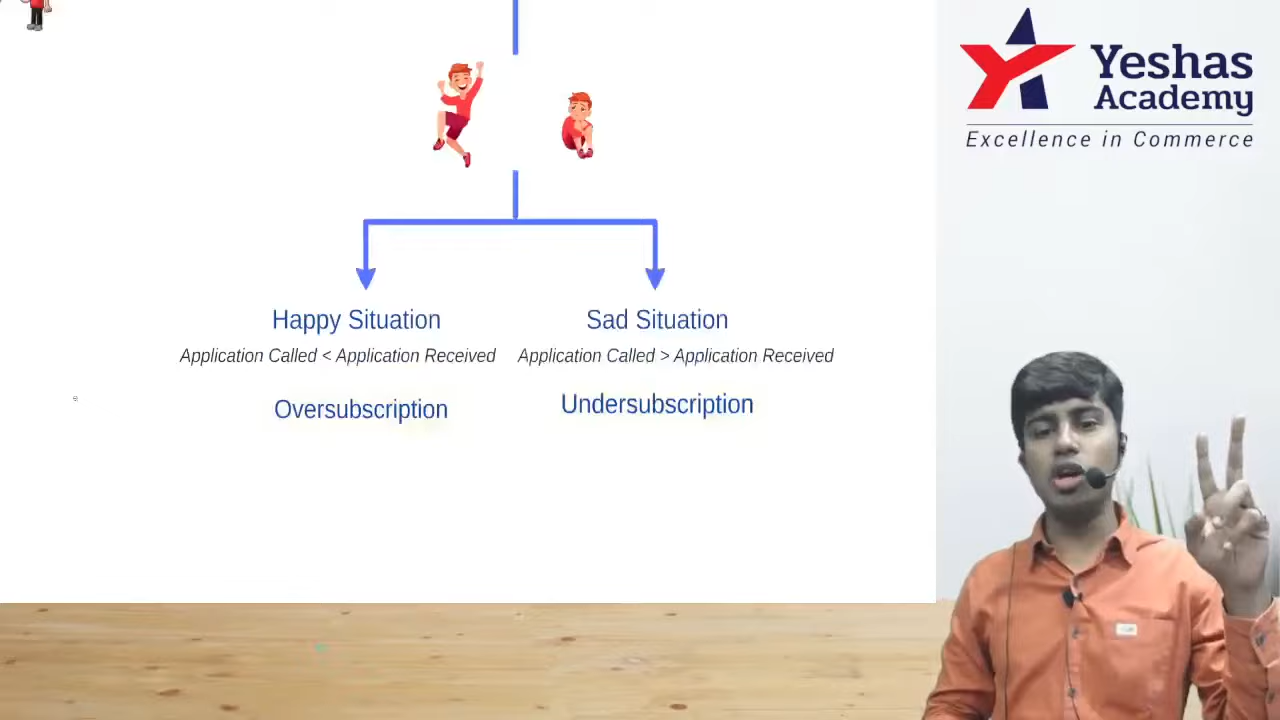 Yeshas
Academy
Excellence in Commerce
Happy Situation
Sad Situation
Application Called < Application Received
Application Called > Application Received
Oversubscription
Undersubscription